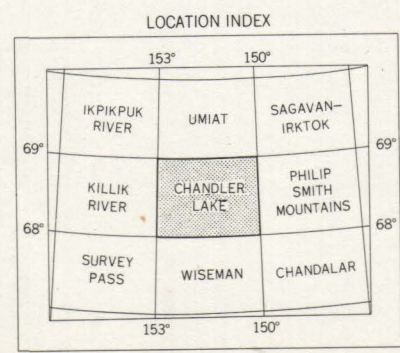 LOCATION INDEX
153° 150°
IKPIKPUK
RIVER
UMIAT
SAGAVAN—
IRKTOK
69° 69°
KILLIK
RIVER
CHANDLER
LAKE
PHILIP
SMITH
MOUNTAINS
68° 68°
SURVEY
PASS
WISEMAN
CHANDALAR
153° 150°